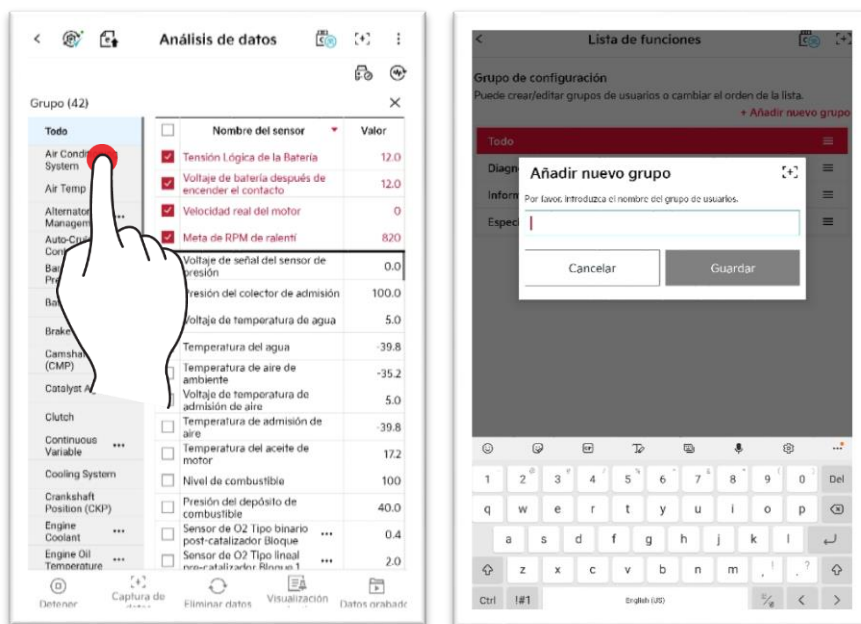 Análisis de datos
Grupo (42)
Todo
Air
System
Air Temp
Alternator
Managem
Brake
Camsha
(CMP)
Catalyst A
Clutch
Continuous
Variable
Cooling System
Crankshaft
Position (CKP)
Engine
Coolant
Engine Oil
Temperature
Nombre del sensor
Valor
Tensión Lógica de la Batería
12.0
Voltaje de batería después de
encender el contacto
12.0
Velocidad real del motor
0
Meta de RPM de ralentí
820
Voltaje de señal del sensor de
presión
0.0
Presión del colector de admisión
100.0
Voltaje de temperatura de agua
5.0
Temperatura del agua
-39.8
Temperatura de aire de
ambiente
-35.2
Voltaje de temperatura de
admisión de aire
5.0
Temperatura de admisión de
aire
-39.8
Temperatura del aceite de
motor
17.2
Nivel de combustible
100
Presión del depósito de
combustible
40.0
Sensor de O2 Tipo binario
post-catalizador Bloque
0.4
Sensor de O2 Tipo lineal
pre-catalizador Bloque 1
2.0
Detener
Captura de
Eliminar datos
Visualización
Datos grabado
Lista de funciones
Grupo de configuración
Puede crear/editar grupos de usuarios o cambiar el orden de la lista.
+ Añadir nuevo grupo
Todo
Diagn
Inform
Especi
Añadir nuevo grupo
Por favor, introduzca el nombre del grupo de usuarios.
Cancelar
Guardar
1 2 3 4 5 6 7 8 9 0 Del
q w e r t y u i o p
a s d f g h j k l
z x c v b n m , .
Ctrl !#1 English (US) < >